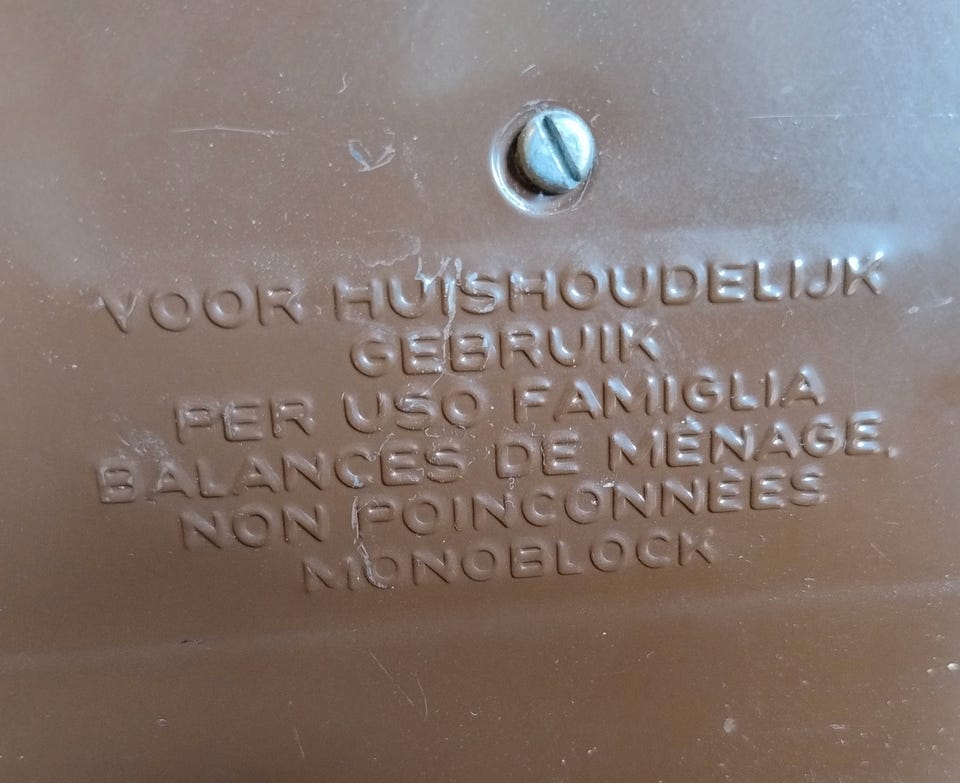 VOOR HUISHOUDELIJK
GEBRUIK
PER USO FAMIGLIA
BALANCES DE MÉNAGE,
NON POINCONNÉES
MONOBLOCK